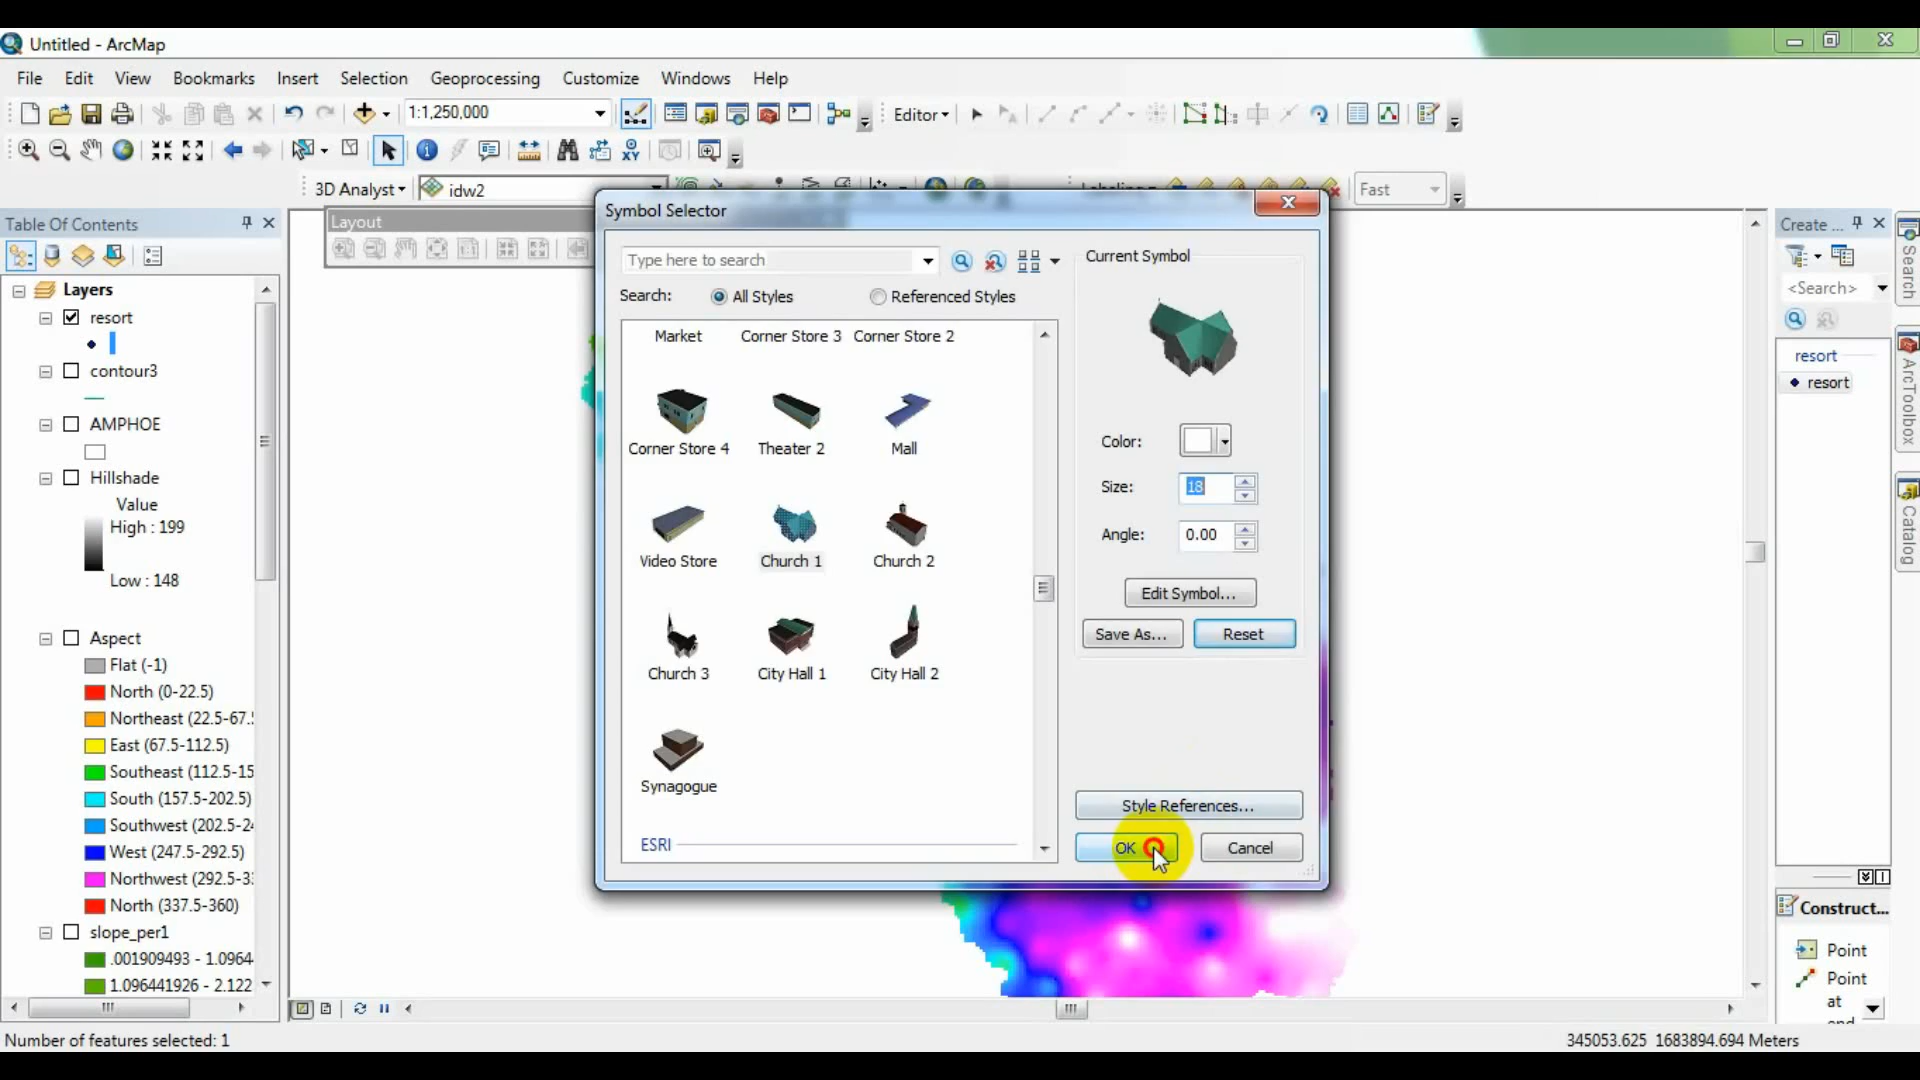 Untitled - ArcMap
File Edit View Bookmarks Insert Selection Geoprocessing Customize Windows Help
1:1,250,000
Editor
XY
3D Analyst
idw2
Fast
Table Of Contents
Layers
resort
contour3
AMPHOE
Hillshade
Value
High : 199
Low : 148
Aspect
Flat (-1)
North (0-22.5)
Northeast (22.5-67.
East (67.5-112.5)
Southeast (112.5-15
South (157.5-202.5)
Southwest (202.5-2
West (247.5-292.5)
Northwest (292.5-3
North (337.5-360)
slope_per1
.001909493 - 1.0964
1.096441926 - 2.122
Layout
Symbol Selector
Type here to search
Search: All Styles Referenced Styles
Market Corner Store 3 Corner Store 2
Corner Store 4 Theater 2 Mall
Video Store Church 1 Church 2
Church 3 City Hall 1 City Hall 2
Synagogue
ESRI
Current Symbol
Color:
Size: 18
Angle: 0.00
Edit Symbol...
Save As... Reset
Style References...
OK Cancel
Create ...
<Search>
resort
resort
Construct...
Point
Point
at
Search
ArcToolbox
Catalog
Number of features selected: 1
345053.625 1683894.694 Meters